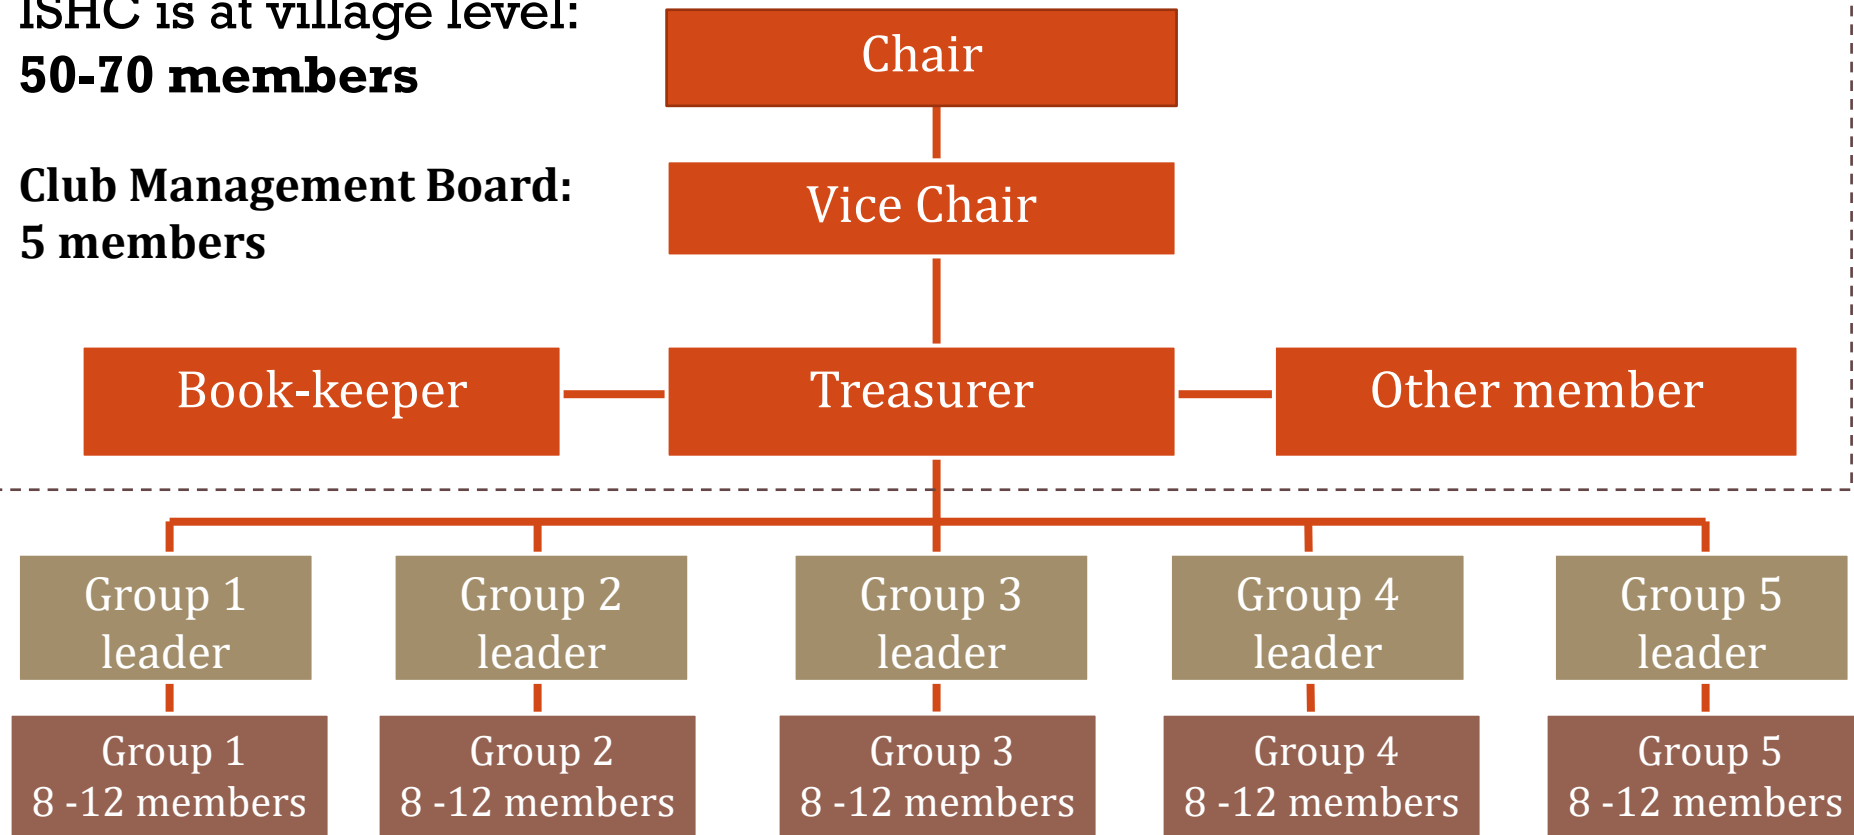 ISHC is at village level:
50-70 members
Club Management Board:
5 members
Chair
Vice Chair
Book-keeper
Treasurer
Other member
Group 1
leader
Group 2
leader
Group 3
leader
Group 4
leader
Group 5
leader
Group 1
8 -12 members
Group 2
8 -12 members
Group 3
8 -12 members
Group 4
8 -12 members
Group 5
8 -12 members